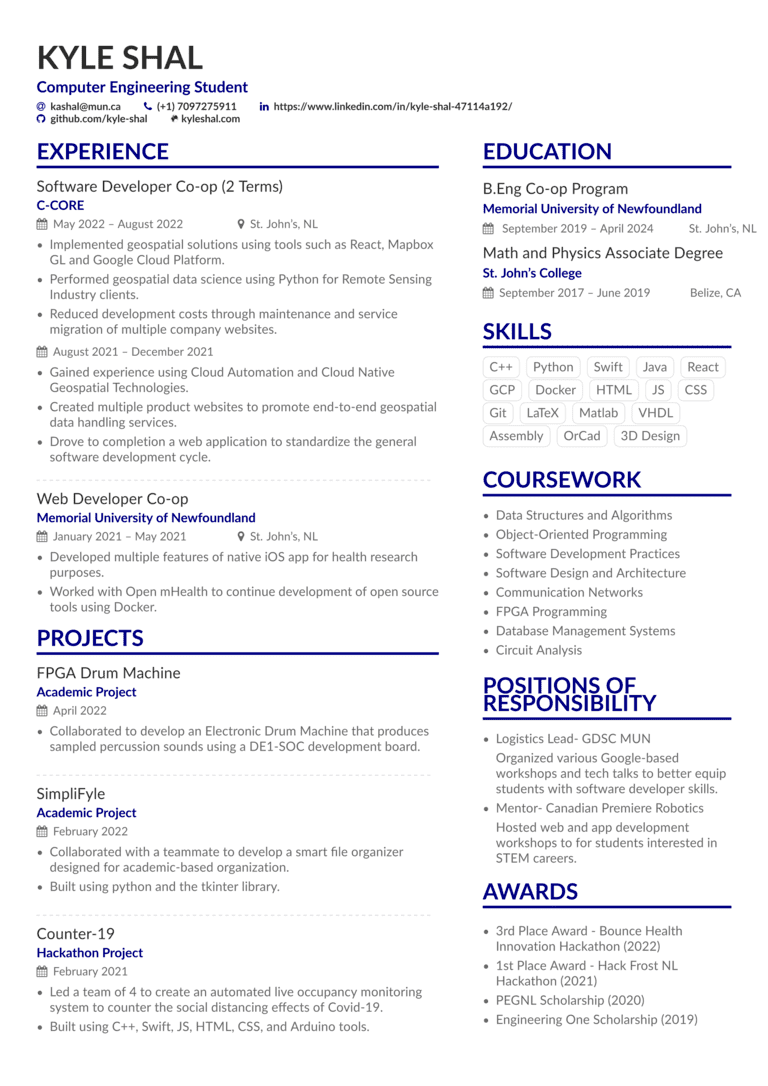 KYLE SHAL
Computer Engineering Student
kashal@mun.ca (+1) 7097275911 https://www.linkedin.com/in/kyle-shal-47114a192/
github.com/kyle-shal kyleshal.com
EXPERIENCE
Software Developer Co-op (2 Terms)
C-CORE
May 2022 – August 2022 St. John's, NL
• Implemented geospatial solutions using tools such as React, Mapbox
GL and Google Cloud Platform.
• Performed geospatial data science using Python for Remote Sensing
Industry clients.
• Reduced development costs through maintenance and service
migration of multiple company websites.
August 2021 – December 2021
• Gained experience using Cloud Automation and Cloud Native
Geospatial Technologies.
• Created multiple product websites to promote end-to-end geospatial
data handling services.
• Drove to completion a web application to standardize the general
software development cycle.
Web Developer Co-op
Memorial University of Newfoundland
January 2021 – May 2021 St. John's, NL
• Developed multiple features of native iOS app for health research
purposes.
• Worked with Open mHealth to continue development of open source
tools using Docker.
PROJECTS
FPGA Drum Machine
Academic Project
April 2022
• Collaborated to develop an Electronic Drum Machine that produces
sampled percussion sounds using a DE1-SOC development board.
SimpliFyle
Academic Project
February 2022
• Collaborated with a teammate to develop a smart file organizer
designed for academic-based organization.
• Built using python and the tkinter library.
Counter-19
Hackathon Project
February 2021
• Led a team of 4 to create an automated live occupancy monitoring
system to counter the social distancing effects of Covid-19.
• Built using C++, Swift, JS, HTML, CSS, and Arduino tools.
EDUCATION
B.Eng Co-op Program
Memorial University of Newfoundland
September 2019 – April 2024 St. John's, NL
Math and Physics Associate Degree
St. John's College
September 2017 – June 2019 Belize, CA
SKILLS
C++ Python Swift Java React
GCP Docker HTML JS CSS
Git LaTeX Matlab VHDL
Assembly OrCad 3D Design
COURSEWORK
• Data Structures and Algorithms
• Object-Oriented Programming
• Software Development Practices
• Software Design and Architecture
• Communication Networks
• FPGA Programming
• Database Management Systems
• Circuit Analysis
POSITIONS OF
RESPONSIBILITY
• Logistics Lead- GDSC MUN
Organized various Google-based
workshops and tech talks to better equip
students with software developer skills.
• Mentor- Canadian Premiere Robotics
Hosted web and app development
workshops to for students interested in
STEM careers.
AWARDS
• 3rd Place Award - Bounce Health
Innovation Hackathon (2022)
• 1st Place Award - Hack Frost NL
Hackathon (2021)
• PEGNL Scholarship (2020)
• Engineering One Scholarship (2019)